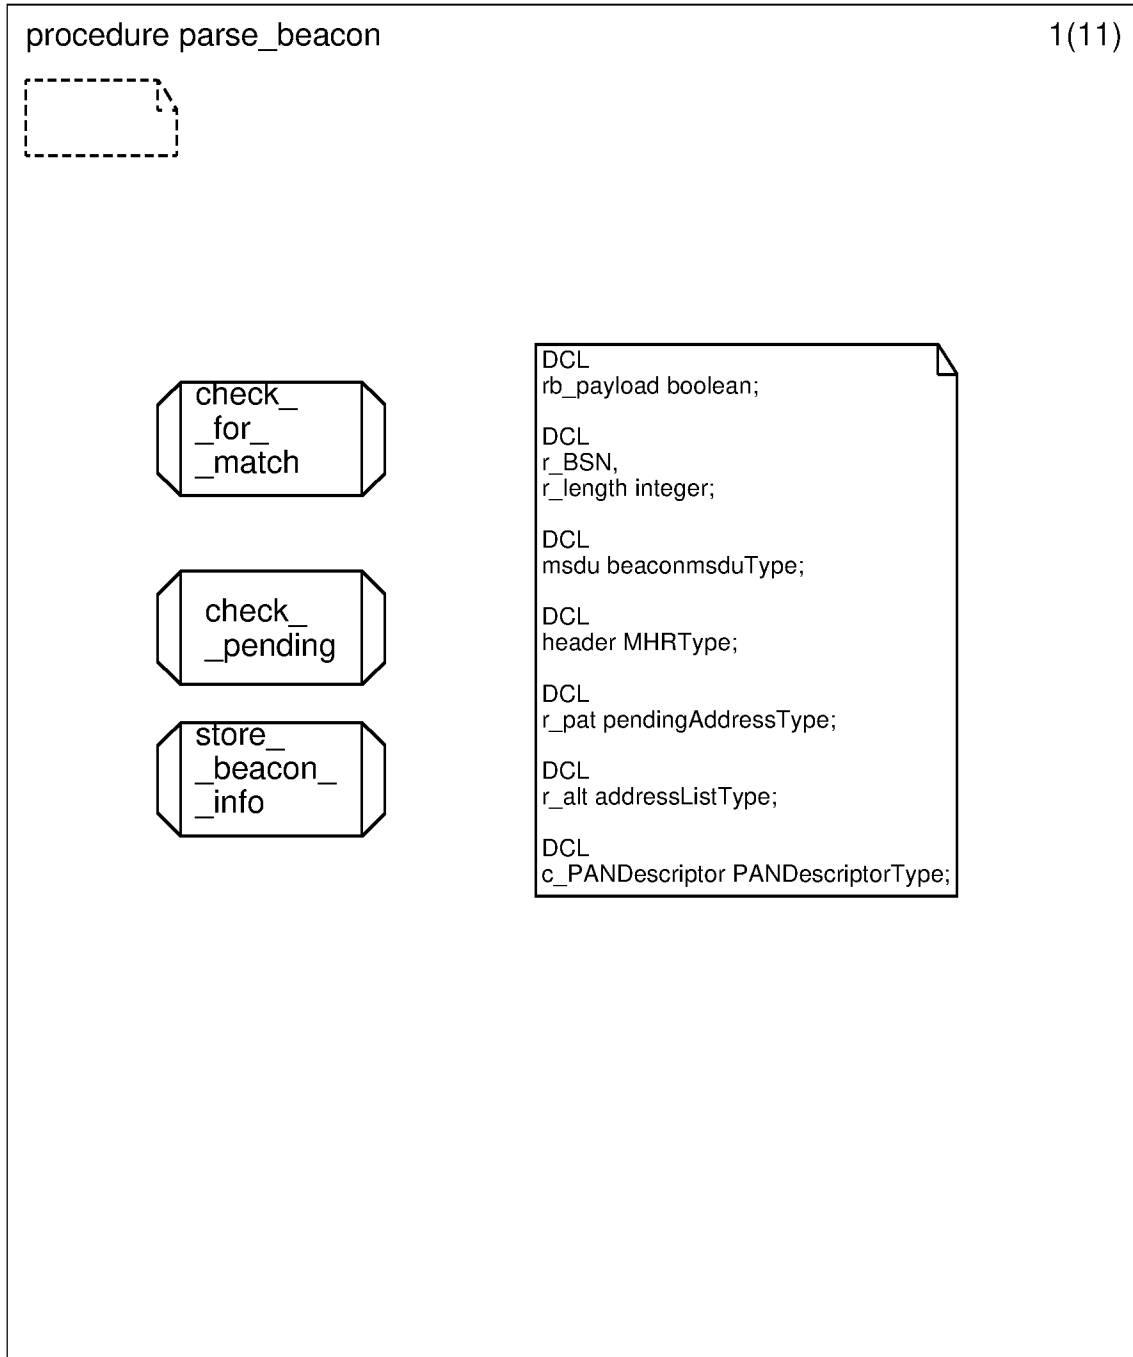 procedure parse_beacon
1(11)
check_
_for_
_match
check_
_pending
store_
_beacon_
_info
DCL
rb_payload boolean;
DCL
r_BSN,
r_length integer;
DCL
msdu beaconmsduType;
DCL
header MHRType;
DCL
r_pat pendingAddressType;
DCL
r_alt addressListType;
DCL
c_PANDescriptor PANDescriptorType;